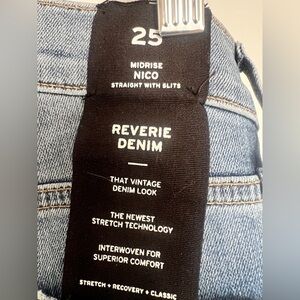 25
MIDRISE
NICO
STRAIGHT WITH SLITS
REVERIE
DENIM
THAT VINTAGE
DENIM LOOK
THE NEWEST
STRETCH TECHNOLOGY
INTERWOVEN FOR
SUPERIOR COMFORT
STRETCH + RECOVERY + CLASSIC